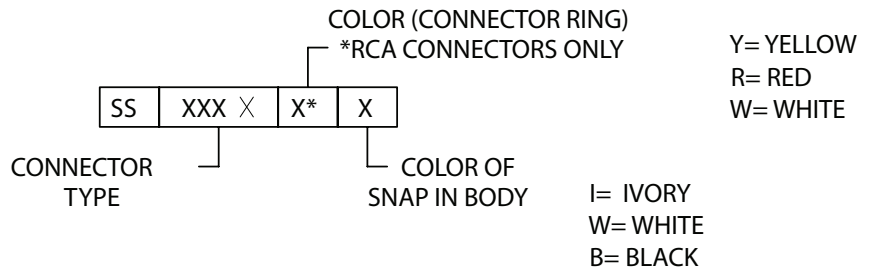 COLOR (CONNECTOR RING)
*RCA CONNECTORS ONLY
Y= YELLOW
R= RED
W= WHITE
SS XXX X X* X
CONNECTOR
TYPE
COLOR OF
SNAP IN BODY
I= IVORY
W= WHITE
B= BLACK